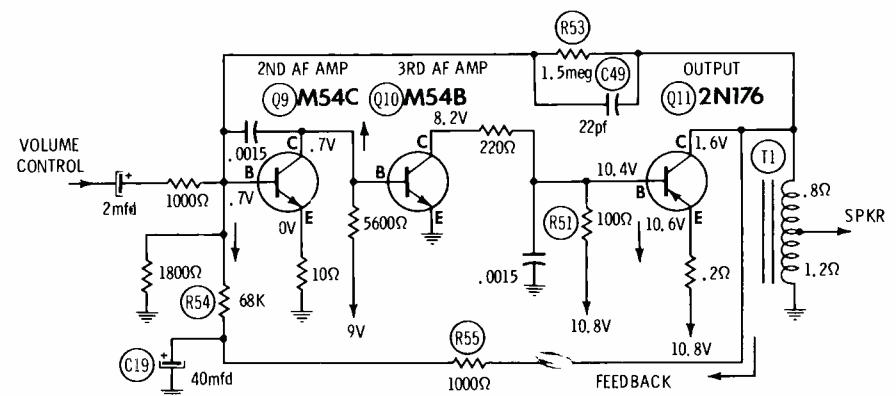 R53
2ND AF AMP 3RD AF AMP 1.5meg C49 OUTPUT
Q9 M54C Q10 M54B Q11 2N176
8.2V 22pf
VOLUME
CONTROL
.0015 C .7V C 220Ω C 1.6V T1
B B 10.4V B
+ .7V .8Ω
2mfd 1000Ω SPKR
E E R51 100Ω 10.6V E
0V 5600Ω
1800Ω 10Ω .0015 .2Ω 1.2Ω
R54 68K
9V 10.8V 10.8V
C19 + 40mfd R55
1000Ω FEEDBACK